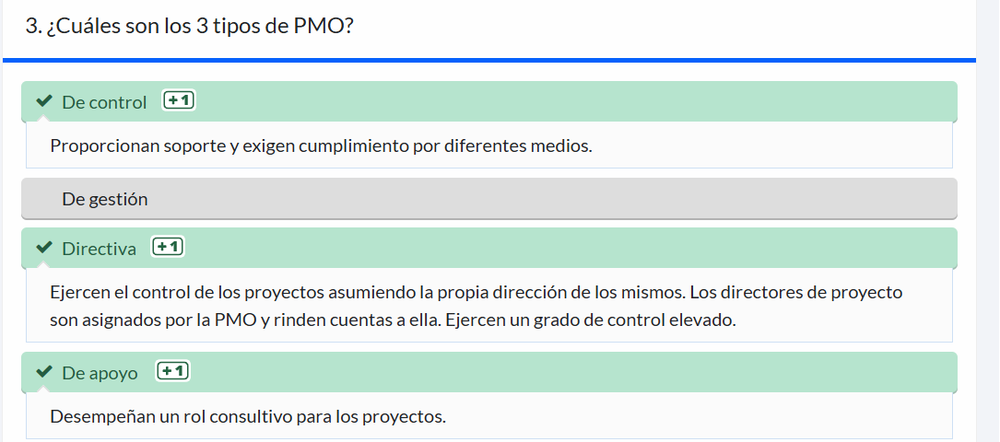 3. ¿Cuáles son los 3 tipos de PMO?
De control +1
Proporcionan soporte y exigen cumplimiento por diferentes medios.
De gestión
Directiva +1
Ejercen el control de los proyectos asumiendo la propia dirección de los mismos. Los directores de proyecto
son asignados por la PMO y rinden cuentas a ella. Ejercen un grado de control elevado.
De apoyo +1
Desempeñan un rol consultivo para los proyectos.